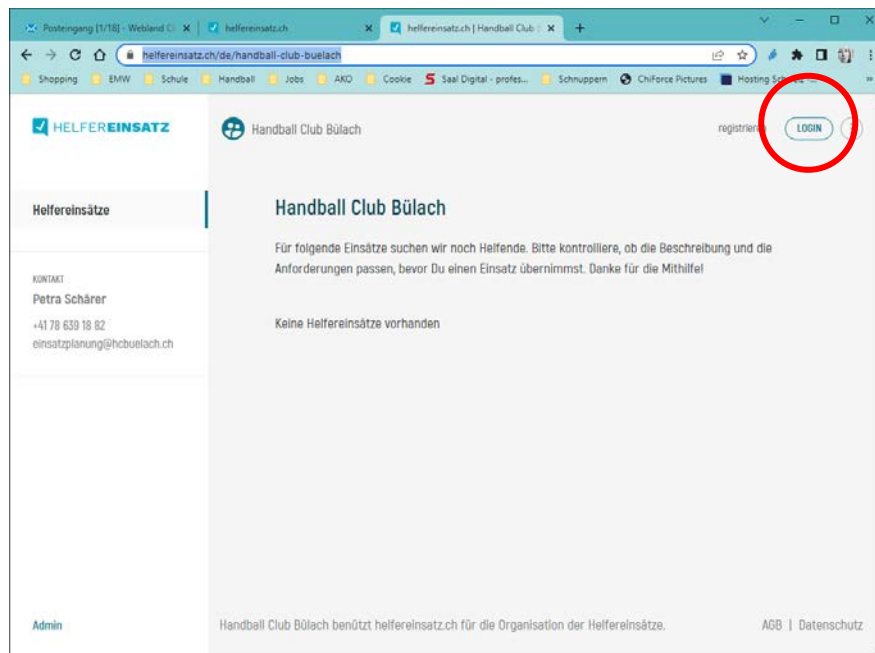 Posteingang (1/18) - Webland Cl
helfereinsatz.ch
helfereinsatz.ch | Handball Club
helfereinsatz.ch/de/handball-club-buelach
Shopping EMW Schule Handball Jobs AKO Cookie Saal Digital - profes... Schnuppern ChiForce Pictures Hosting
HELFEREINSATZ
Handball Club Bülach
LOGIN
Helfereinsätze
Handball Club Bülach
Für folgende Einsätze suchen wir noch Helfende. Bitte kontrolliere, ob die Beschreibung und die
Anforderungen passen, bevor Du einen Einsatz übernimmst. Danke für die Mithilfe!
KONTAKT
Petra Schärer
+41 78 639 18 82
einsatzplanung@hcbuelach.ch
Keine Helfereinsätze vorhanden
Admin
Handball Club Bülach benützt helfereinsatz.ch für die Organisation der Helfereinsätze.
AGB | Datenschutz